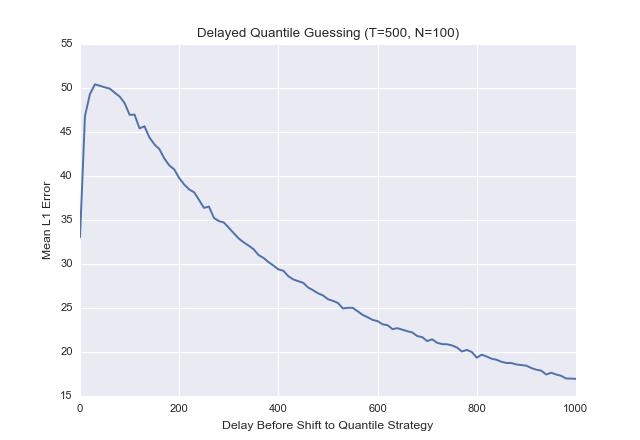 Delayed Quantile Guessing (T=500, N=100)
55
50
45
40
35
30
25
20
15
Mean L1 Error
0 200 400 600 800 1000
Delay Before Shift to Quantile Strategy